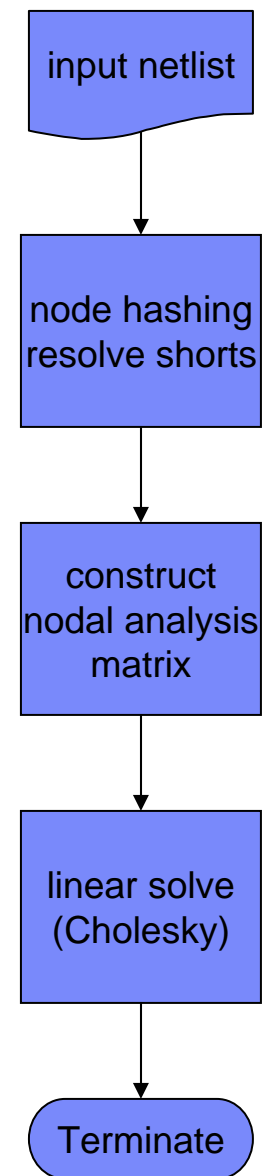 input netlist
node hashing
resolve shorts
construct
nodal analysis
matrix
linear solve
(Cholesky)
Terminate